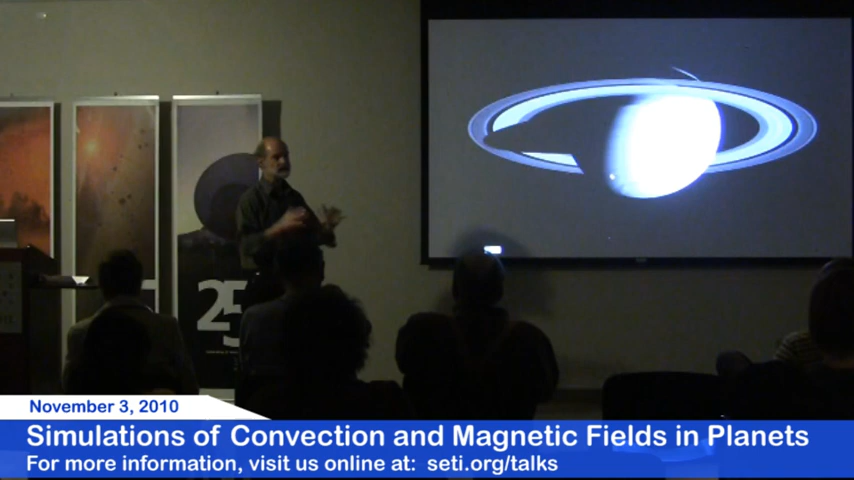 25
November 3, 2010
Simulations of Convection and Magnetic Fields in Planets
For more information, visit us online at: seti.org/talks